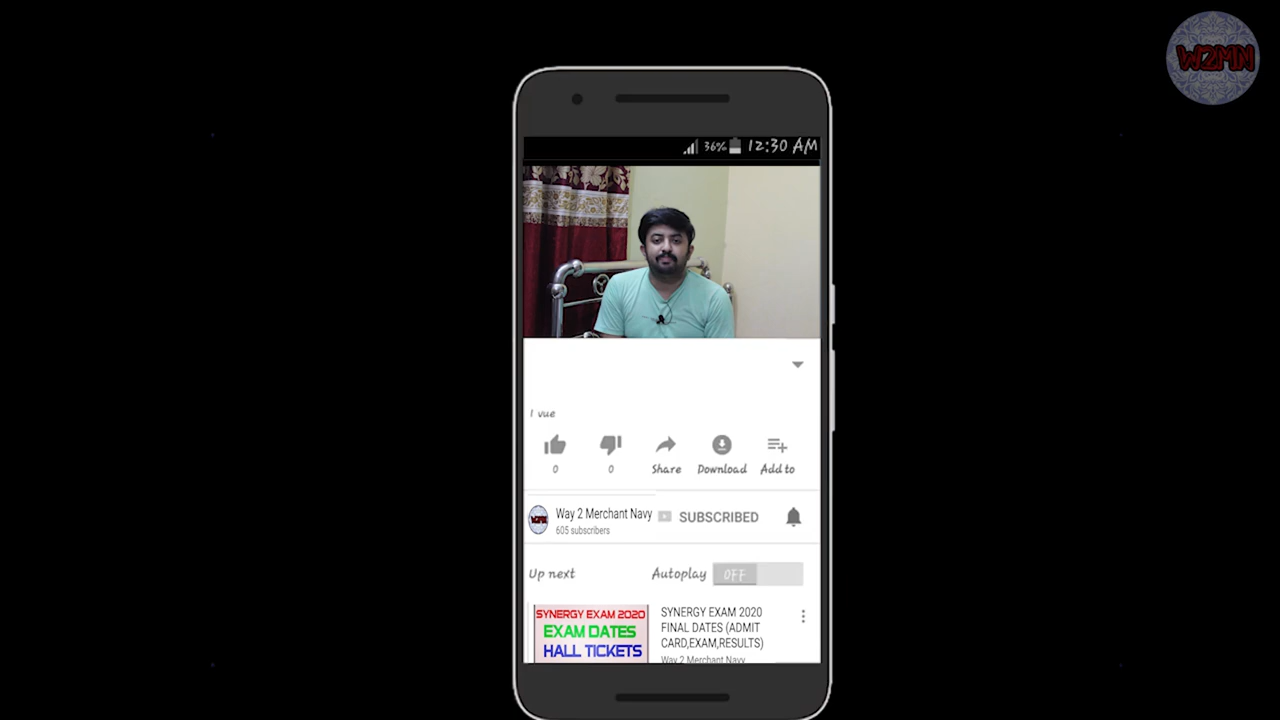 W2MN
36% 12:30 AM
1 vue
0 0 Share Download Add to
Way 2 Merchant Navy SUBSCRIBED
605 subscribers
Up next Autoplay OFF
SYNERGY EXAM 2020
EXAM DATES
HALL TICKETS
SYNERGY EXAM 2020
FINAL DATES (ADMIT
CARD,EXAM,RESULTS)
Way 2 Merchant Navy